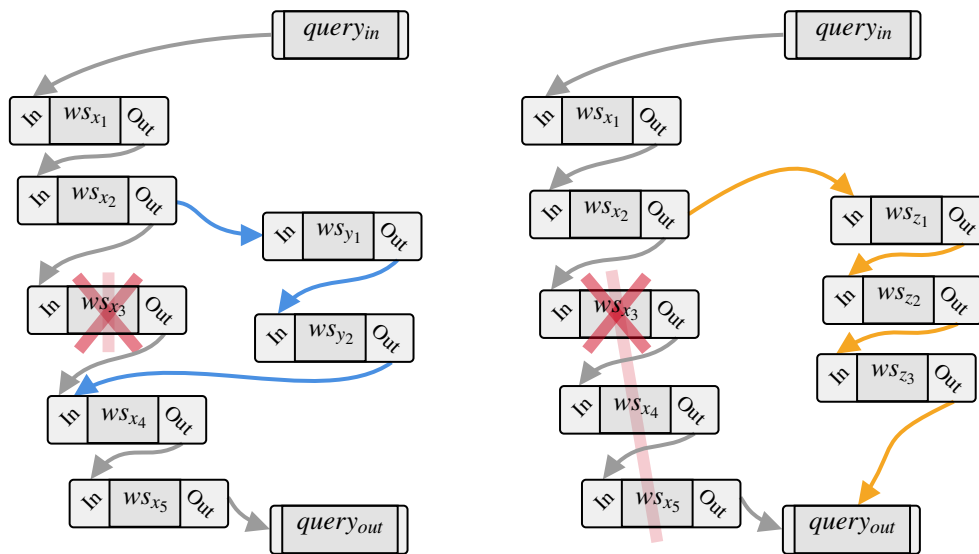 query_in
In ws_x1 Out
In ws_x2 Out
In ws_y1 Out
In ws_x3 Out
In ws_y2 Out
In ws_x4 Out
In ws_x5 Out
query_out
query_in
In ws_x1 Out
In ws_x2 Out
In ws_z1 Out
In ws_x3 Out
In ws_z2 Out
In ws_z3 Out
In ws_x4 Out
In ws_x5 Out
query_out